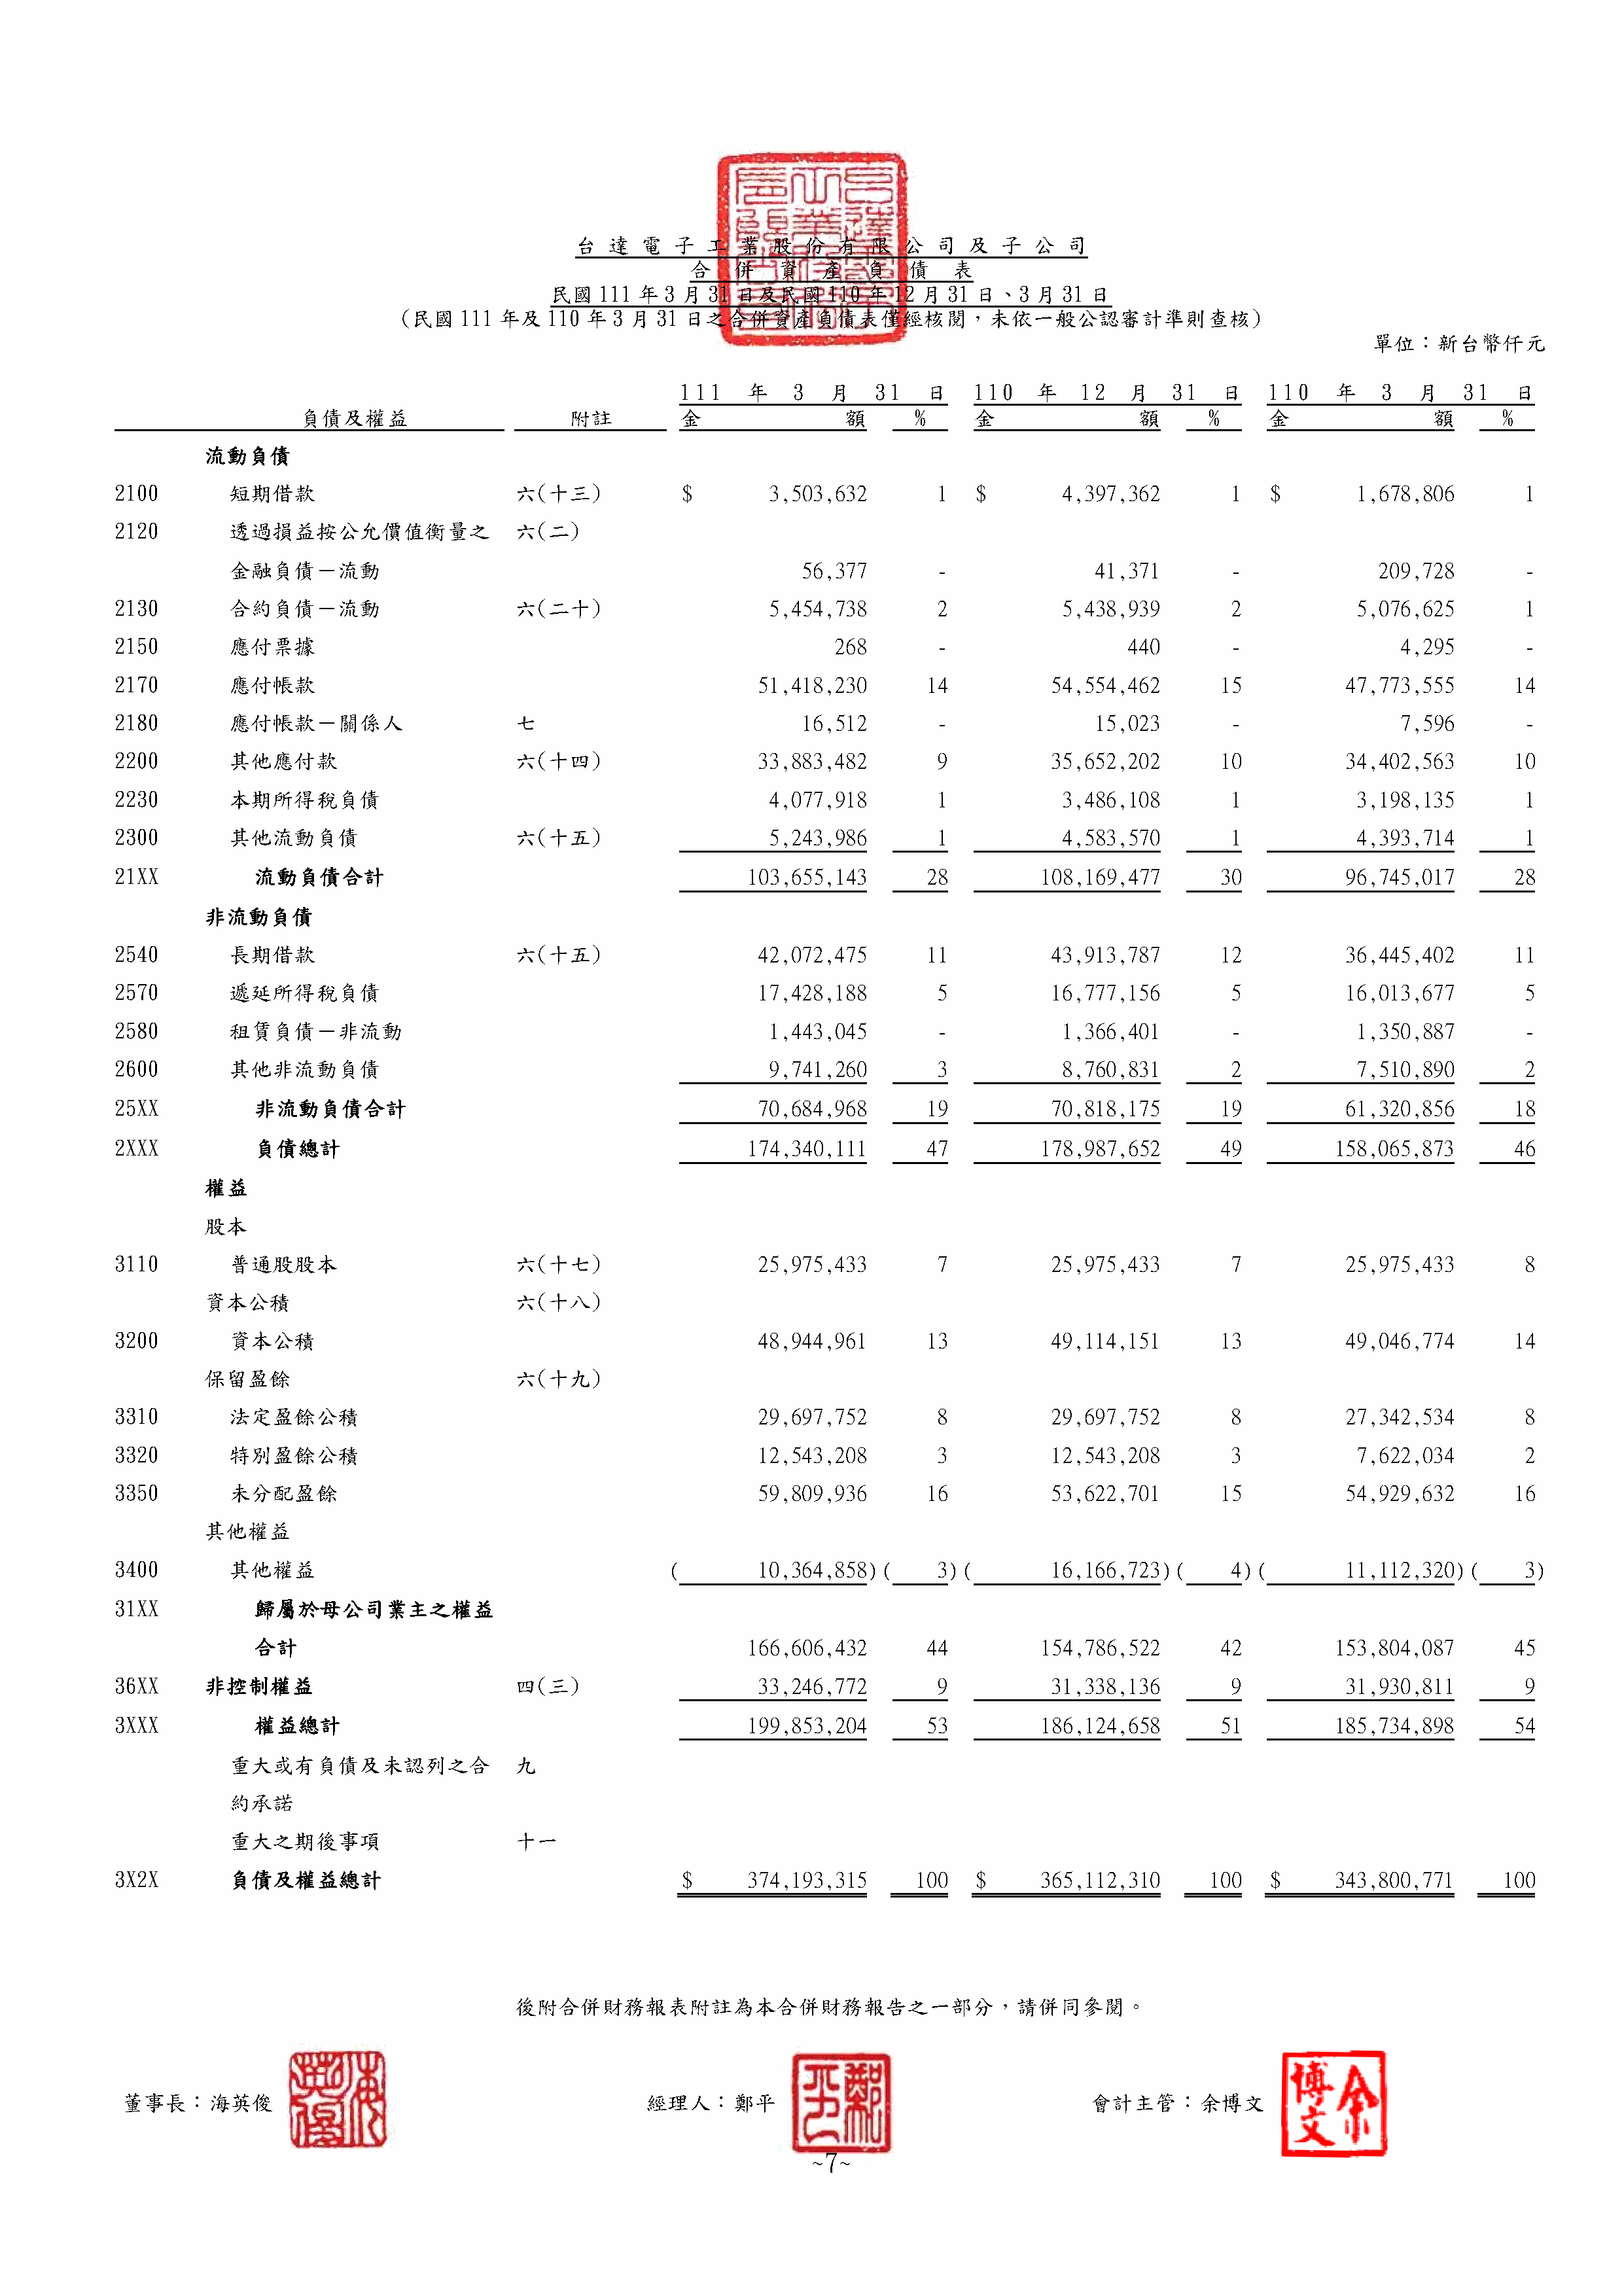 台達電子工業股份有限公司及子公司
合併資產負債表
民國111年3月31日及民國110年12月31日、3月31日
(民國111年及110年3月31日之合併資產負債表僅經核閱，未依一般公認審計準則查核)
單位：新台幣仟元
111 年 3 月 31 日 110 年 12 月 31 日 110 年 3 月 31 日
負債及權益 附註 金額 % 金額 % 金額 %
流動負債
2100 短期借款 六(十三) $ 3,503,632 1 $ 4,397,362 1 $ 1,678,806 1
2120 透過損益按公允價值衡量之 六(二)
金融負債－流動 56,377 - 41,371 - 209,728 -
2130 合約負債－流動 六(二十) 5,454,738 2 5,438,939 2 5,076,625 1
2150 應付票據 268 - 440 - 4,295 -
2170 應付帳款 51,418,230 14 54,554,462 15 47,773,555 14
2180 應付帳款－關係人 七 16,512 - 15,023 - 7,596 -
2200 其他應付款 六(十四) 33,883,482 9 35,652,202 10 34,402,563 10
2230 本期所得稅負債 4,077,918 1 3,486,108 1 3,198,135 1
2300 其他流動負債 六(十五) 5,243,986 1 4,583,570 1 4,393,714 1
21XX 流動負債合計 103,655,143 28 108,169,477 30 96,745,017 28
非流動負債
2540 長期借款 六(十五) 42,072,475 11 43,913,787 12 36,445,402 11
2570 遞延所得稅負債 17,428,188 5 16,777,156 5 16,013,677 5
2580 租賃負債－非流動 1,443,045 - 1,366,401 - 1,350,887 -
2600 其他非流動負債 9,741,260 3 8,760,831 2 7,510,890 2
25XX 非流動負債合計 70,684,968 19 70,818,175 19 61,320,856 18
2XXX 負債總計 174,340,111 47 178,987,652 49 158,065,873 46
權益
股本
3110 普通股股本 六(十七) 25,975,433 7 25,975,433 7 25,975,433 8
資本公積 六(十八)
3200 資本公積 48,944,961 13 49,114,151 13 49,046,774 14
保留盈餘 六(十九)
3310 法定盈餘公積 29,697,752 8 29,697,752 8 27,342,534 8
3320 特別盈餘公積 12,543,208 3 12,543,208 3 7,622,034 2
3350 未分配盈餘 59,809,936 16 53,622,701 15 54,929,632 16
其他權益
3400 其他權益 ( 10,364,858) ( 3) ( 16,166,723) ( 4) ( 11,112,320) ( 3)
31XX 歸屬於母公司業主之權益
合計 166,606,432 44 154,786,522 42 153,804,087 45
36XX 非控制權益 四(三) 33,246,772 9 31,338,136 9 31,930,811 9
3XXX 權益總計 199,853,204 53 186,124,658 51 185,734,898 54
重大或有負債及未認列之合 九
約承諾
重大之期後事項 十一
3X2X 負債及權益總計 $ 374,193,315 100 $ 365,112,310 100 $ 343,800,771 100
後附合併財務報表附註為本合併財務報告之一部分，請併同參閱。
董事長：海英俊 經理人：鄭平 會計主管：余博文
~7~